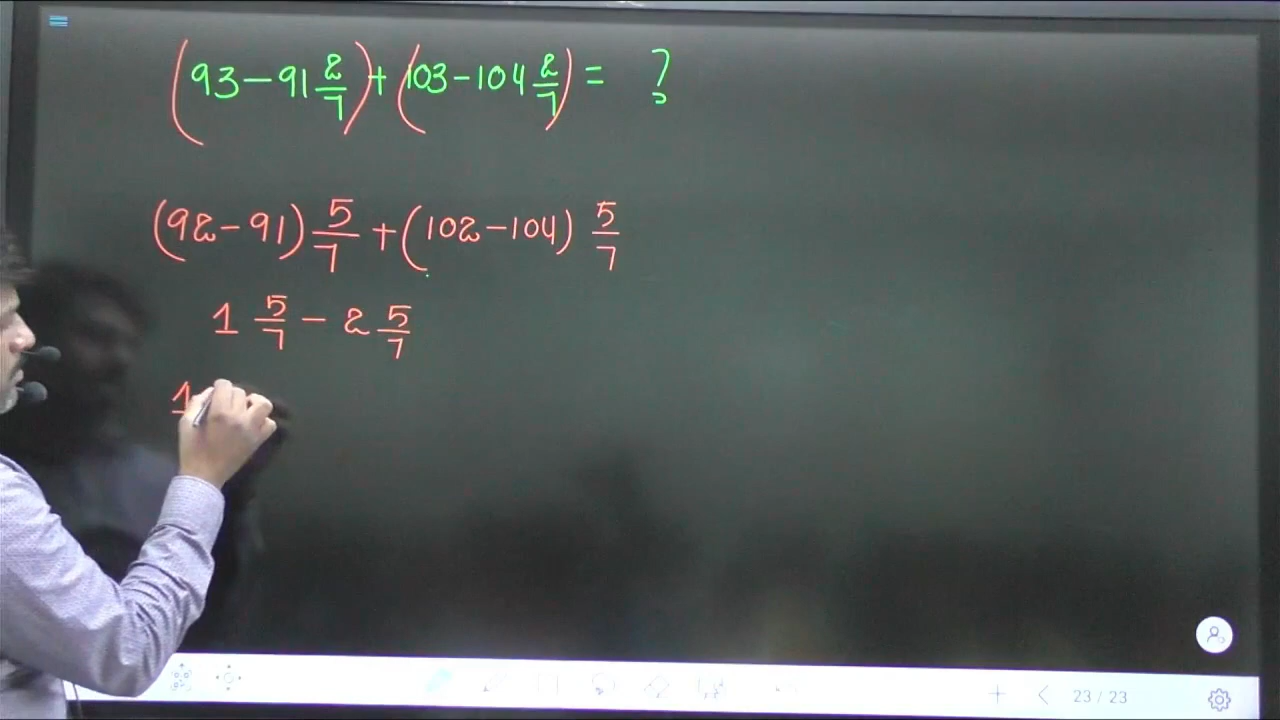 (93-91 2/7)+(103-104 2/7)= ?
(92-91) 5/7+(102-104) 5/7
1 5/7 - 2 5/7
1
23 / 23